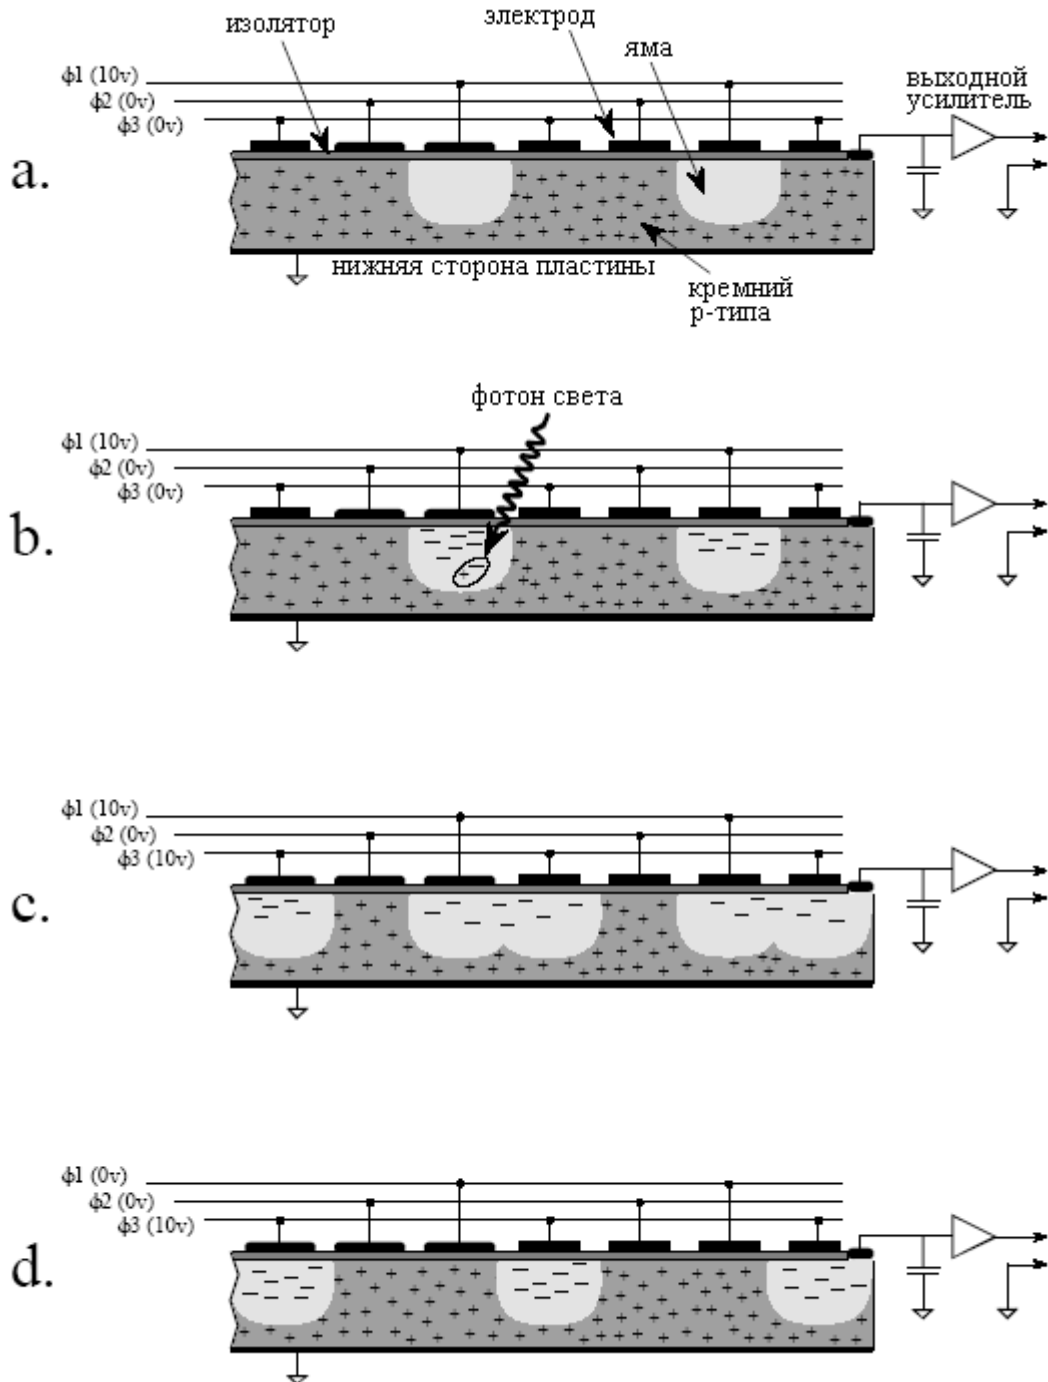 изолятор
электрод
яма
выходной
усилитель
ф1 (10v)
ф2 (0v)
ф3 (0v)
a.
нижняя сторона пластины
кремний
р-типа
фотон света
ф1 (10v)
ф2 (0v)
ф3 (0v)
b.
ф1 (10v)
ф2 (0v)
ф3 (10v)
c.
ф1 (0v)
ф2 (0v)
ф3 (10v)
d.